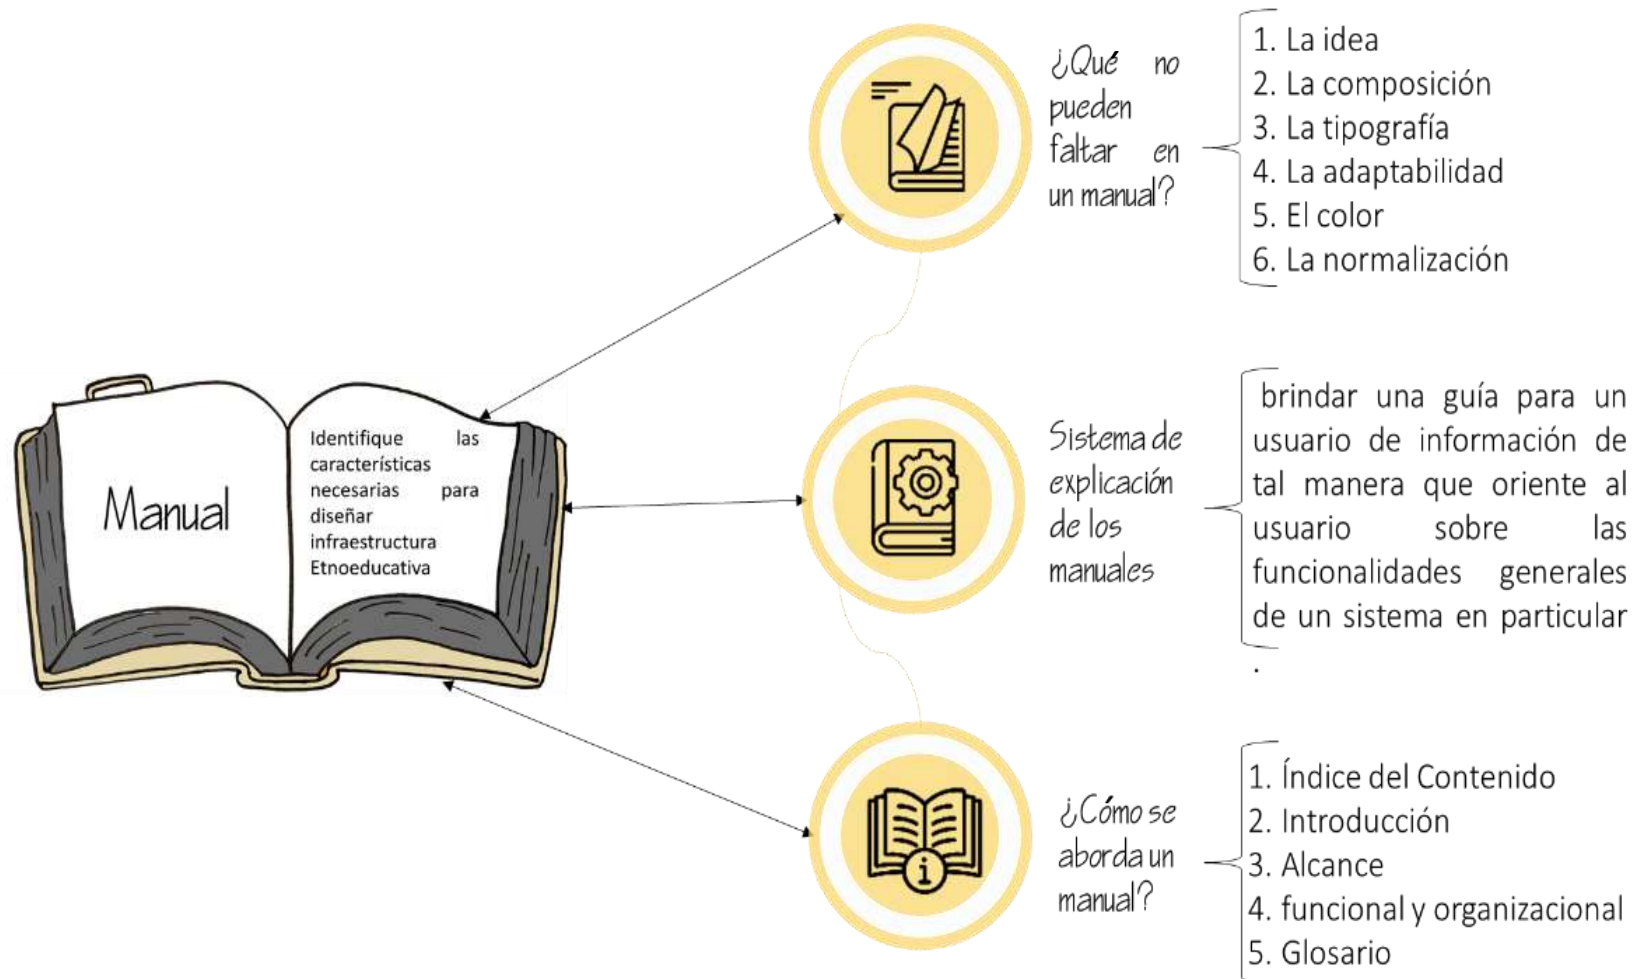 Manual
Identifique las
características
necesarias para
diseñar
infraestructura
Etnoeducativa
¿Qué no
pueden
faltar en
un manual?
1. La idea
2. La composición
3. La tipografía
4. La adaptabilidad
5. El color
6. La normalización
Sistema de
explicación
de los
manuales
brindar una guía para un
usuario de información de
tal manera que oriente al
usuario sobre las
funcionalidades generales
de un sistema en particular
.
¿Cómo se
aborda un
manual?
1. Índice del Contenido
2. Introducción
3. Alcance
4. funcional y organizacional
5. Glosario